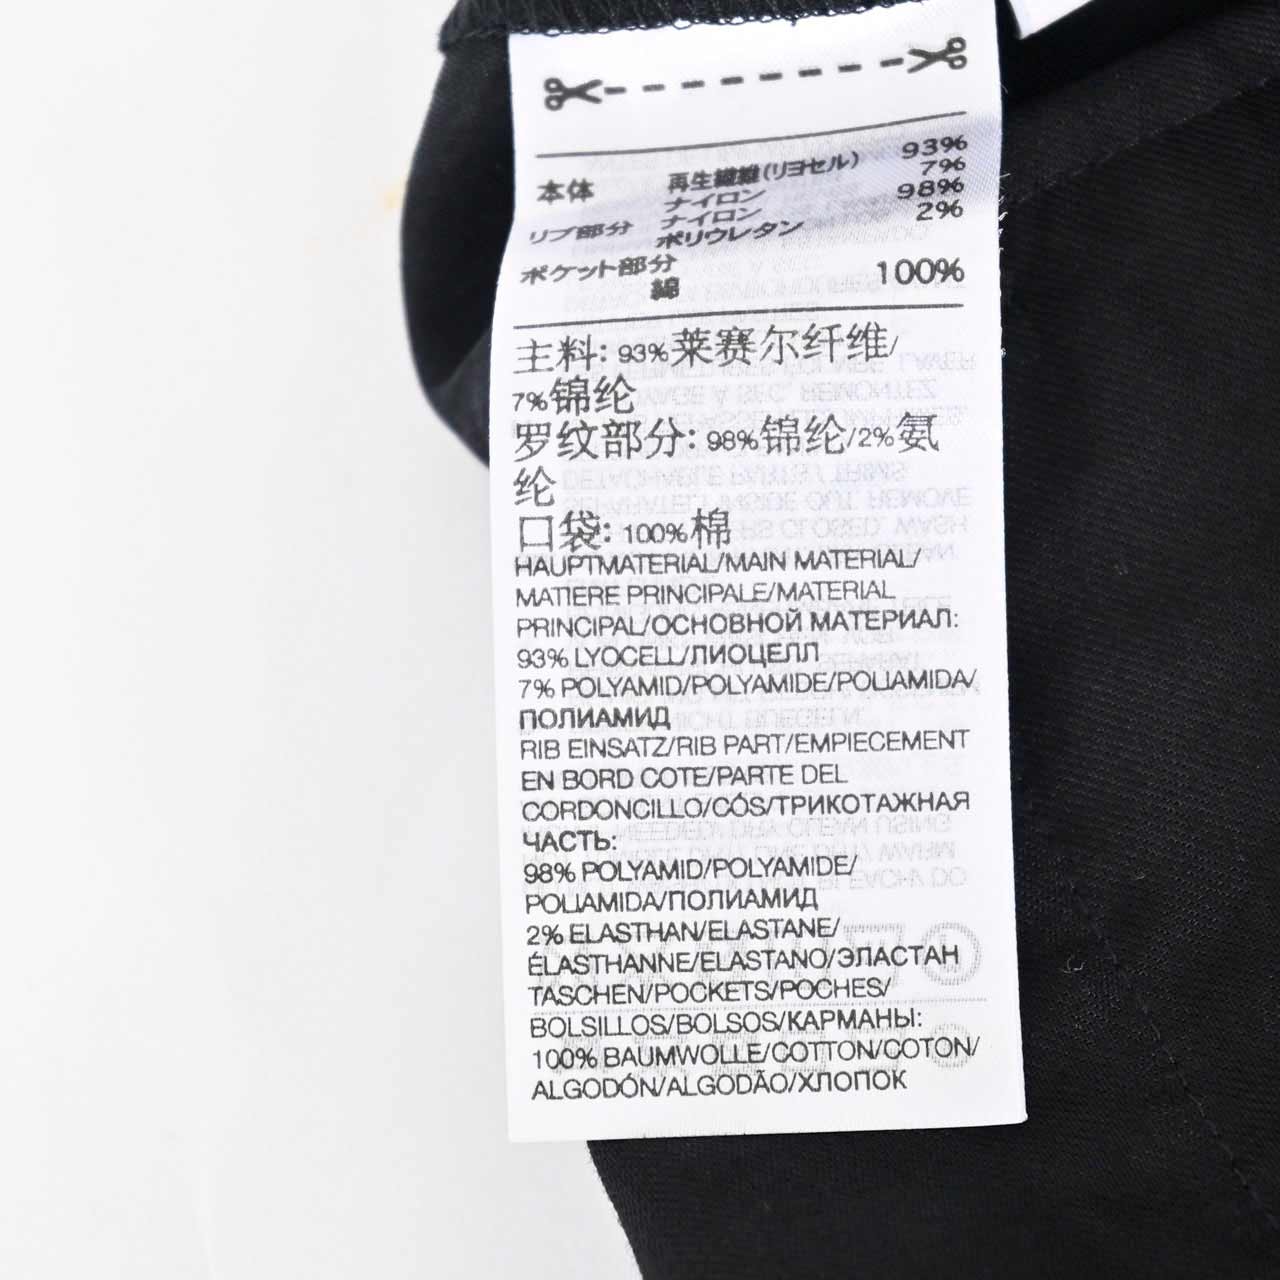 本体 再生繊維(リヨセル) 93%
ナイロン 7%
リブ部分 ナイロン 98%
ポリウレタン 2%
ポケット部分
綿 100%
主料: 93%莱赛尔纤维/
7%锦纶
罗纹部分: 98%锦纶/2%氨
纶
口袋: 100%棉
HAUPTMATERIAL/MAIN MATERIAL/
MATIERE PRINCIPALE/MATERIAL
PRINCIPAL/ОСНОВНОЙ МАТЕРИАЛ:
93% LYOCELL/ЛИОЦЕЛЛ
7% POLYAMID/POLYAMIDE/POLIAMIDA/
ПОЛИАМИД
RIB EINSATZ/RIB PART/EMPIECEMENT
EN BORD COTE/PARTE DEL
CORDONCILLO/CÓS/ТРИКОТАЖНАЯ
ЧАСТЬ:
98% POLYAMID/POLYAMIDE/
POLIAMIDA/ПОЛИАМИД
2% ELASTHAN/ELASTANE/
ÉLASTHANNE/ELASTANO/ЭЛАСТАН
TASCHEN/POCKETS/POCHES/
BOLSILLOS/BOLSOS/КАРМАНЫ:
100% BAUMWOLLE/COTTON/COTON/
ALGODÓN/ALGODÃO/ХЛОПОК